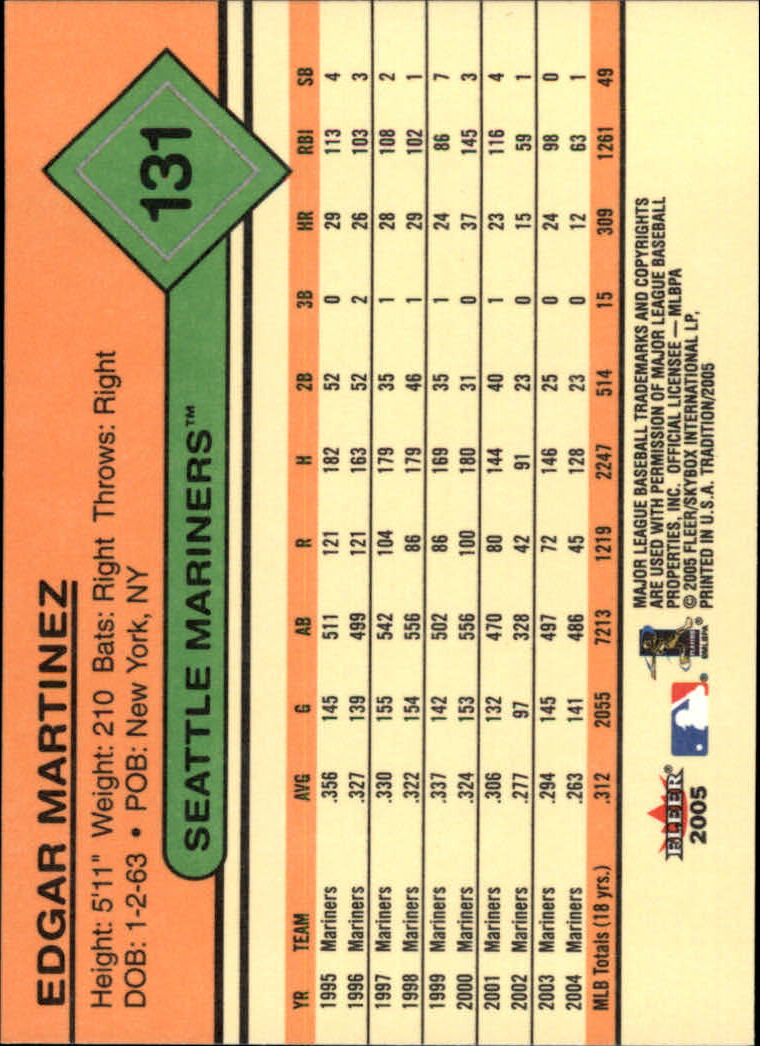 EDGAR MARTINEZ
Height: 5'11" Weight: 210 Bats: Right Throws: Right
DOB: 1-2-63 • POB: New York, NY
131
SEATTLE MARINERS™
YR TEAM AVG G AB R H 2B 3B HR RBI SB
1995 Mariners .356 145 511 121 182 52 0 29 113 4
1996 Mariners .327 139 499 121 163 52 2 26 103 3
1997 Mariners .330 155 542 104 179 35 1 28 108 2
1998 Mariners .322 154 556 86 179 46 1 29 102 1
1999 Mariners .337 142 502 86 169 35 1 24 86 7
2000 Mariners .324 153 556 100 180 31 0 37 145 3
2001 Mariners .306 132 470 80 144 40 1 23 116 4
2002 Mariners .277 97 328 42 91 23 0 15 59 1
2003 Mariners .294 145 497 72 146 25 0 24 98 0
2004 Mariners .263 141 486 45 128 23 0 12 63 1
MLB Totals (18 yrs.) .312 2055 7213 1219 2247 514 15 309 1261 49
FLEER®
2005
®
®
MLBPA
MAJOR LEAGUE BASEBALL TRADEMARKS AND COPYRIGHTS
ARE USED WITH PERMISSION OF MAJOR LEAGUE BASEBALL
PROPERTIES, INC. OFFICIAL LICENSEE — MLBPA
© 2005 FLEER/SKYBOX INTERNATIONAL LP,
PRINTED IN U.S.A. TRADITION/2005